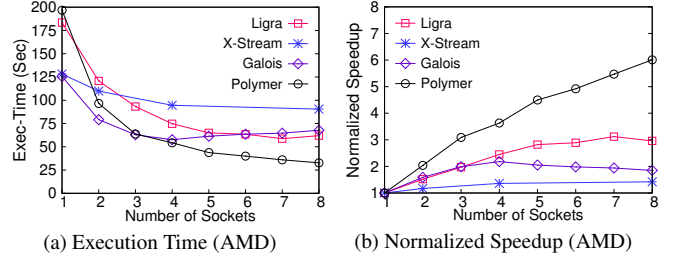 200
175
150
125
100
75
50
25
0
Exec-Time (Sec)
Ligra
X-Stream
Galois
Polymer
1 2 3 4 5 6 7 8
Number of Sockets
(a) Execution Time (AMD)
8
7
6
5
4
3
2
1
Normalized Speedup
Ligra
X-Stream
Galois
Polymer
1 2 3 4 5 6 7 8
Number of Sockets
(b) Normalized Speedup (AMD)